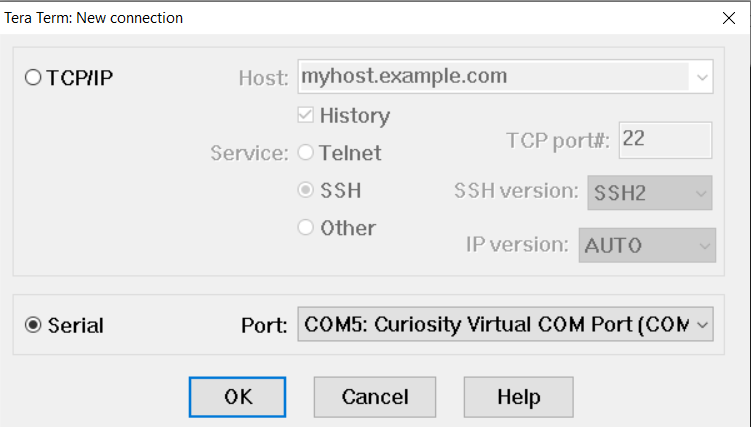 Tera Term: New connection
TCP/IP
Host: myhost.example.com
History
Service: Telnet
TCP port#: 22
SSH
SSH version: SSH2
Other
IP version: AUTO
Serial
Port: COM5: Curiosity Virtual COM Port (COM
OK
Cancel
Help